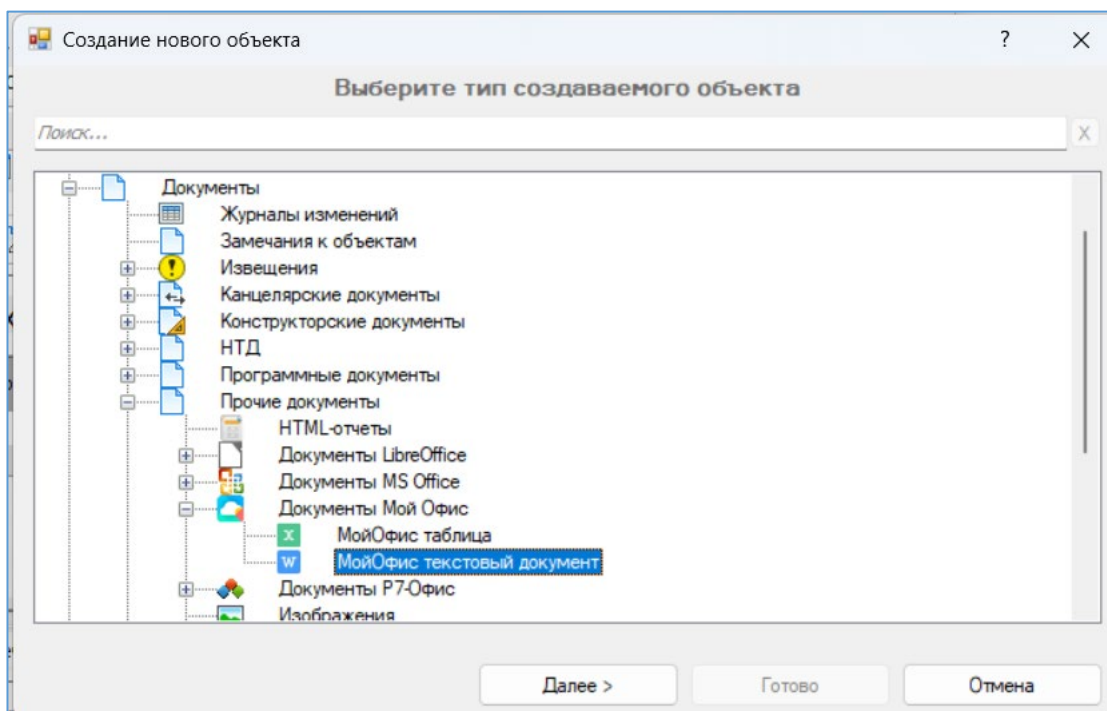 Создание нового объекта
?
Выберите тип создаваемого объекта
Поиск...
X
Документы
Журналы изменений
Замечания к объектам
Извещения
Канцелярские документы
Конструкторские документы
НТД
Программные документы
Прочие документы
HTML-отчеты
Документы LibreOffice
Документы MS Office
Документы Мой Офис
X МойОфис таблица
W МойОфис текстовый документ
Документы Р7-Офис
Изображения
Далее >
Готово
Отмена